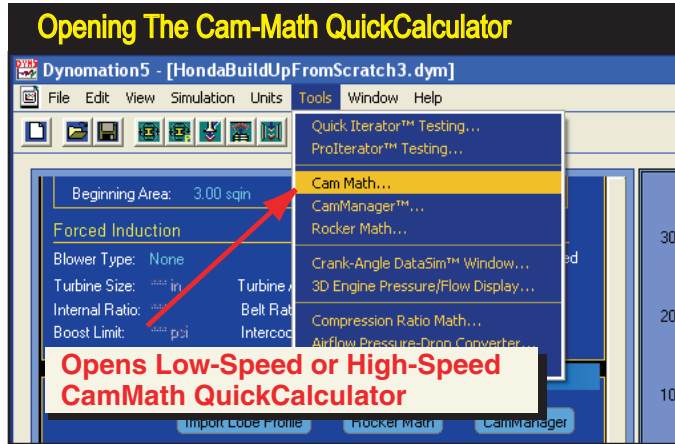 Opening The Cam-Math QuickCalculator
Dynomation5 - [HondaBuildUpFromScratch3.dym]
File Edit View Simulation Units Tools Window Help
Quick Iterator™ Testing...
ProIterator™ Testing...
Cam Math...
CamManager™...
Rocker Math...
Crank-Angle DataSim™ Window...
3D Engine Pressure/Flow Display...
Compression Ratio Math...
Airflow Pressure-Drop Converter...
Beginning Area: 3.00 sqin
Forced Induction
Blower Type: None
Turbine Size: **** in Turbine
Internal Ratio: **** Belt Rat
Boost Limit: **** psi Intercoo
ed
Opens Low-Speed or High-Speed
CamMath QuickCalculator
Import Lobe Profile Rocker Math CamManager
30
20
10